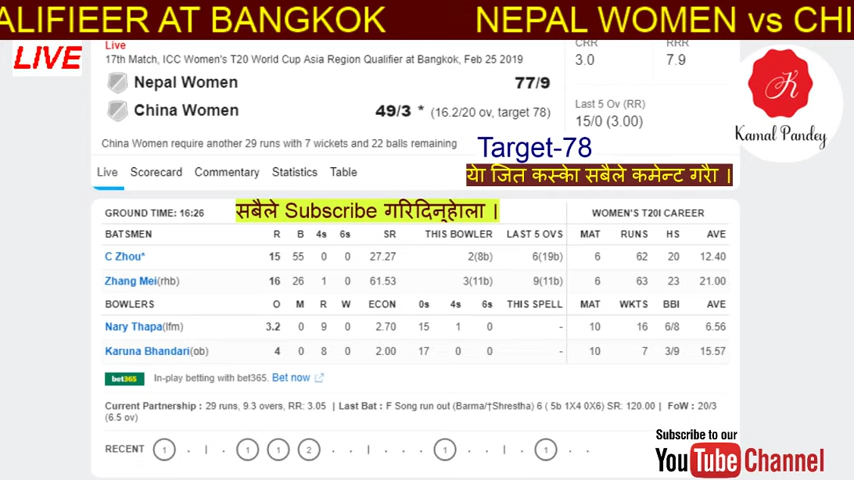 ALIFIEER AT BANGKOK NEPAL WOMEN vs CHI
LIVE
Live
17th Match, ICC Women's T20 World Cup Asia Region Qualifier at Bangkok, Feb 25 2019
Nepal Women 77/9
China Women 49/3 * (16.2/20 ov, target 78)
China Women require another 29 runs with 7 wickets and 22 balls remaining
CRR RRR
3.0 7.9
Last 5 Ov (RR)
15/0 (3.00)
K
Kamal Pandey
Target-78
यो जित कस्को सबैले कमेन्ट गरौ ।
Live Scorecard Commentary Statistics Table
सबैले Subscribe गरिदिन्होला ।
GROUND TIME: 16:26 WOMEN'S T20I CAREER
BATSMEN R B 4s 6s SR THIS BOWLER LAST 5 OVS MAT RUNS HS AVE
C Zhou* 15 55 0 0 27.27 2(8b) 6(19b) 6 62 20 12.40
Zhang Mei(rhb) 16 26 1 0 61.53 3(11b) 9(11b) 6 63 23 21.00
BOWLERS O M R W ECON 0s 4s 6s THIS SPELL MAT WKTS BBI AVE
Nary Thapa(lfm) 3.2 0 9 0 2.70 15 1 0 - 10 16 6/8 6.56
Karuna Bhandari(ob) 4 0 8 0 2.00 17 0 0 - 10 7 3/9 15.57
bet365 In-play betting with bet365. Bet now
Current Partnership : 29 runs, 9.3 overs, RR: 3.05 | Last Bat : F Song run out (Barma/†Shrestha) 6 ( 5b 1X4 0X6) SR: 120.00 | FoW : 20/3
(6.5 ov)
RECENT 1 . | . 1 1 2 . . | . . . 1 . . | . 1 . .
Subscribe to our
YouTube Channel